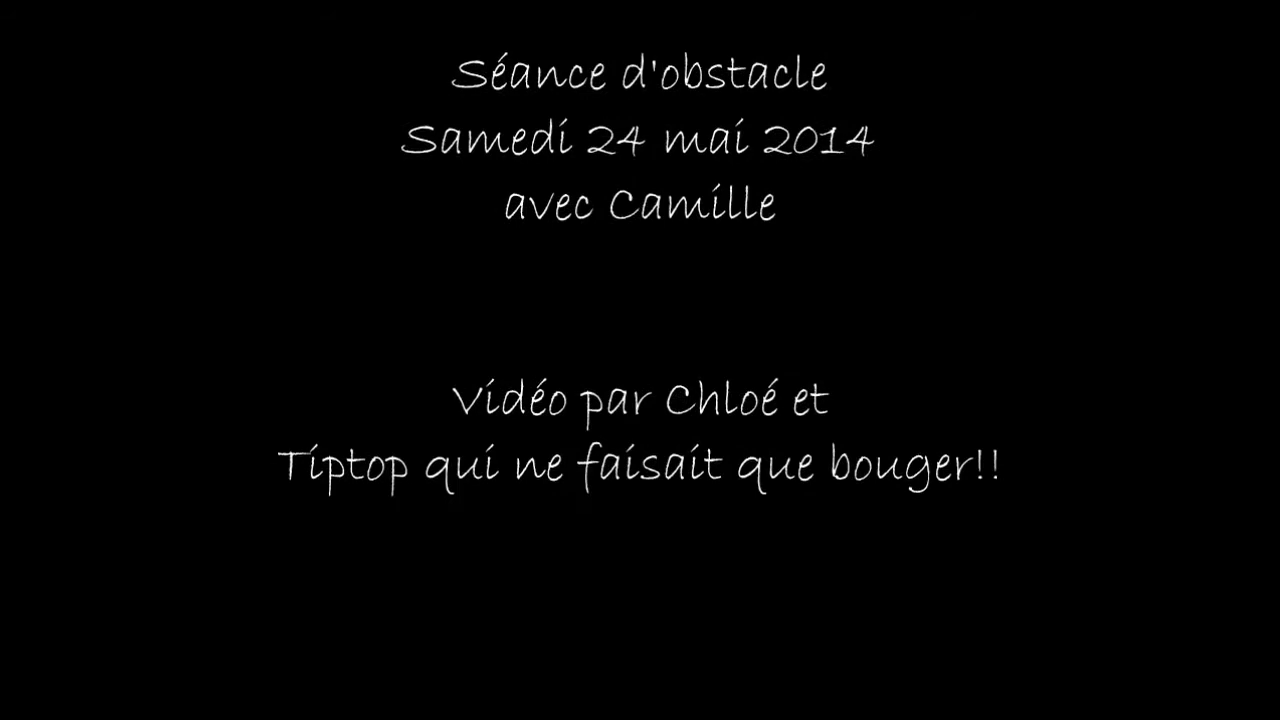 Séance d'obstacle
Samedi 24 mai 2014
avec Camille
Vidéo par Chloé et
Tiptop qui ne faisait que bouger!!